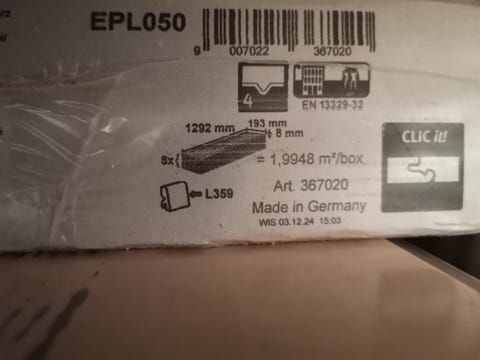 EPL050
9 007022 367020
4
EN 13329-32
1292 mm
193 mm
8 mm
8x
= 1,9948 m²/box
CLIC it!
L359
Art. 367020
Made in Germany
WIS 03.12.24 15:03